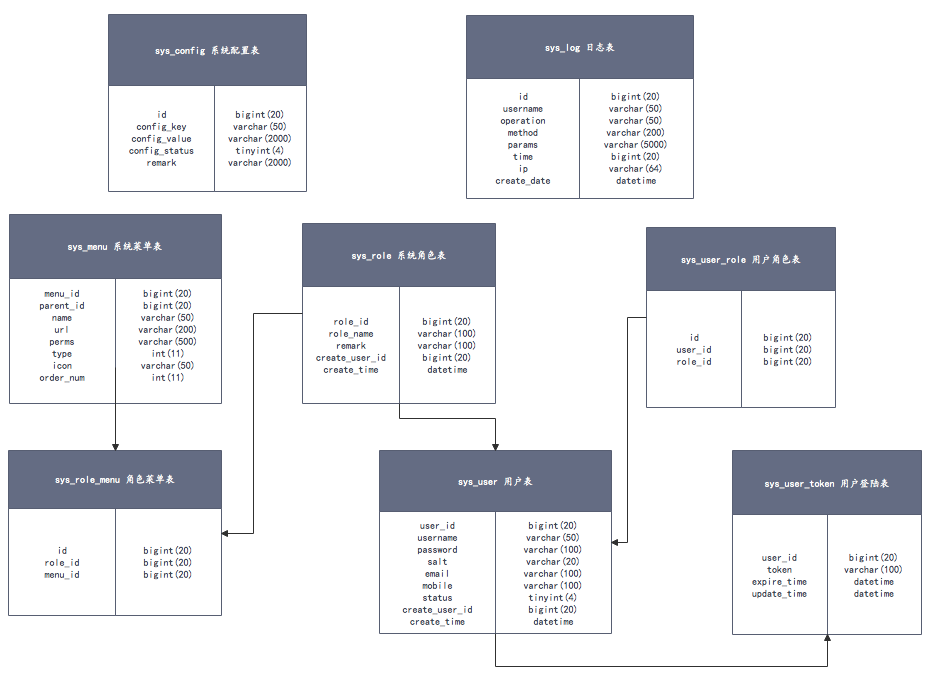 sys_config 系统配置表
id bigint(20)
config_key varchar(50)
config_value varchar(2000)
config_status tinyint(4)
remark varchar(2000)
sys_log 日志表
id bigint(20)
username varchar(50)
operation varchar(50)
method varchar(200)
params varchar(5000)
time bigint(20)
ip varchar(64)
create_date datetime
sys_menu 系统菜单表
menu_id bigint(20)
parent_id bigint(20)
name varchar(50)
url varchar(200)
perms varchar(500)
type int(11)
icon varchar(50)
order_num int(11)
sys_role 系统角色表
role_id bigint(20)
role_name varchar(100)
remark varchar(100)
create_user_id bigint(20)
create_time datetime
sys_user_role 用户角色表
id bigint(20)
user_id bigint(20)
role_id bigint(20)
sys_role_menu 角色菜单表
id bigint(20)
role_id bigint(20)
menu_id bigint(20)
sys_user 用户表
user_id bigint(20)
username varchar(50)
password varchar(100)
salt varchar(20)
email varchar(100)
mobile varchar(100)
status tinyint(4)
create_user_id bigint(20)
create_time datetime
sys_user_token 用户登陆表
user_id bigint(20)
token varchar(100)
expire_time datetime
update_time datetime